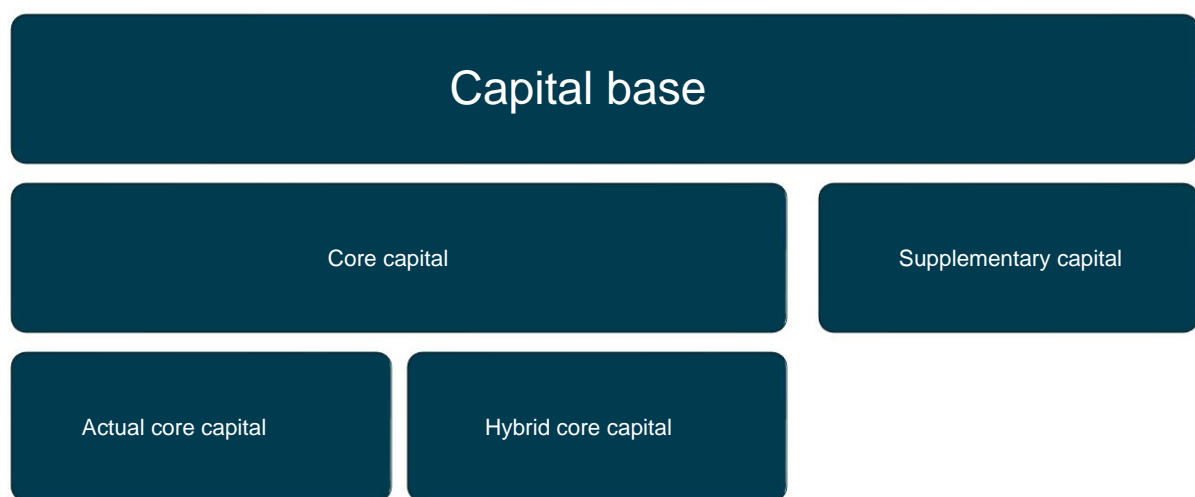 Capital base
Core capital
Supplementary capital
Actual core capital
Hybrid core capital